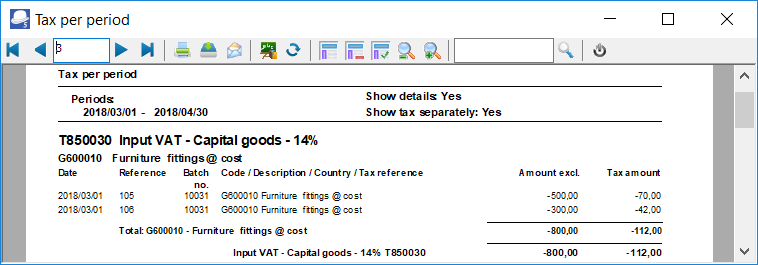 Tax per period
3
Tax per period
Periods: Show details: Yes
2018/03/01 - 2018/04/30 Show tax separately: Yes
T850030 Input VAT - Capital goods - 14%
G600010 Furniture fittings @ cost
Date Reference Batch no. Code / Description / Country / Tax reference Amount excl. Tax amount
2018/03/01 105 10031 G600010 Furniture fittings @ cost -500,00 -70,00
2018/03/01 106 10031 G600010 Furniture fittings @ cost -300,00 -42,00
Total: G600010 - Furniture fittings @ cost -800,00 -112,00
Input VAT - Capital goods - 14% T850030 -800,00 -112,00